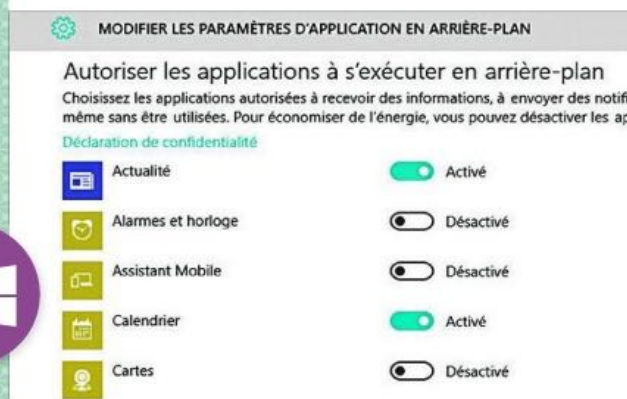 MODIFIER LES PARAMÈTRES D'APPLICATION EN ARRIÈRE-PLAN
Autoriser les applications à s'exécuter en arrière-plan
Choisissez les applications autorisées à recevoir des informations, à envoyer des
même sans être utilisées. Pour économiser de l'énergie, vous pouvez désactiver les
Déclaration de confidentialité
Actualité Activé
Alarmes et horloge Désactivé
Assistant Mobile Désactivé
Calendrier Activé
Cartes Désactivé